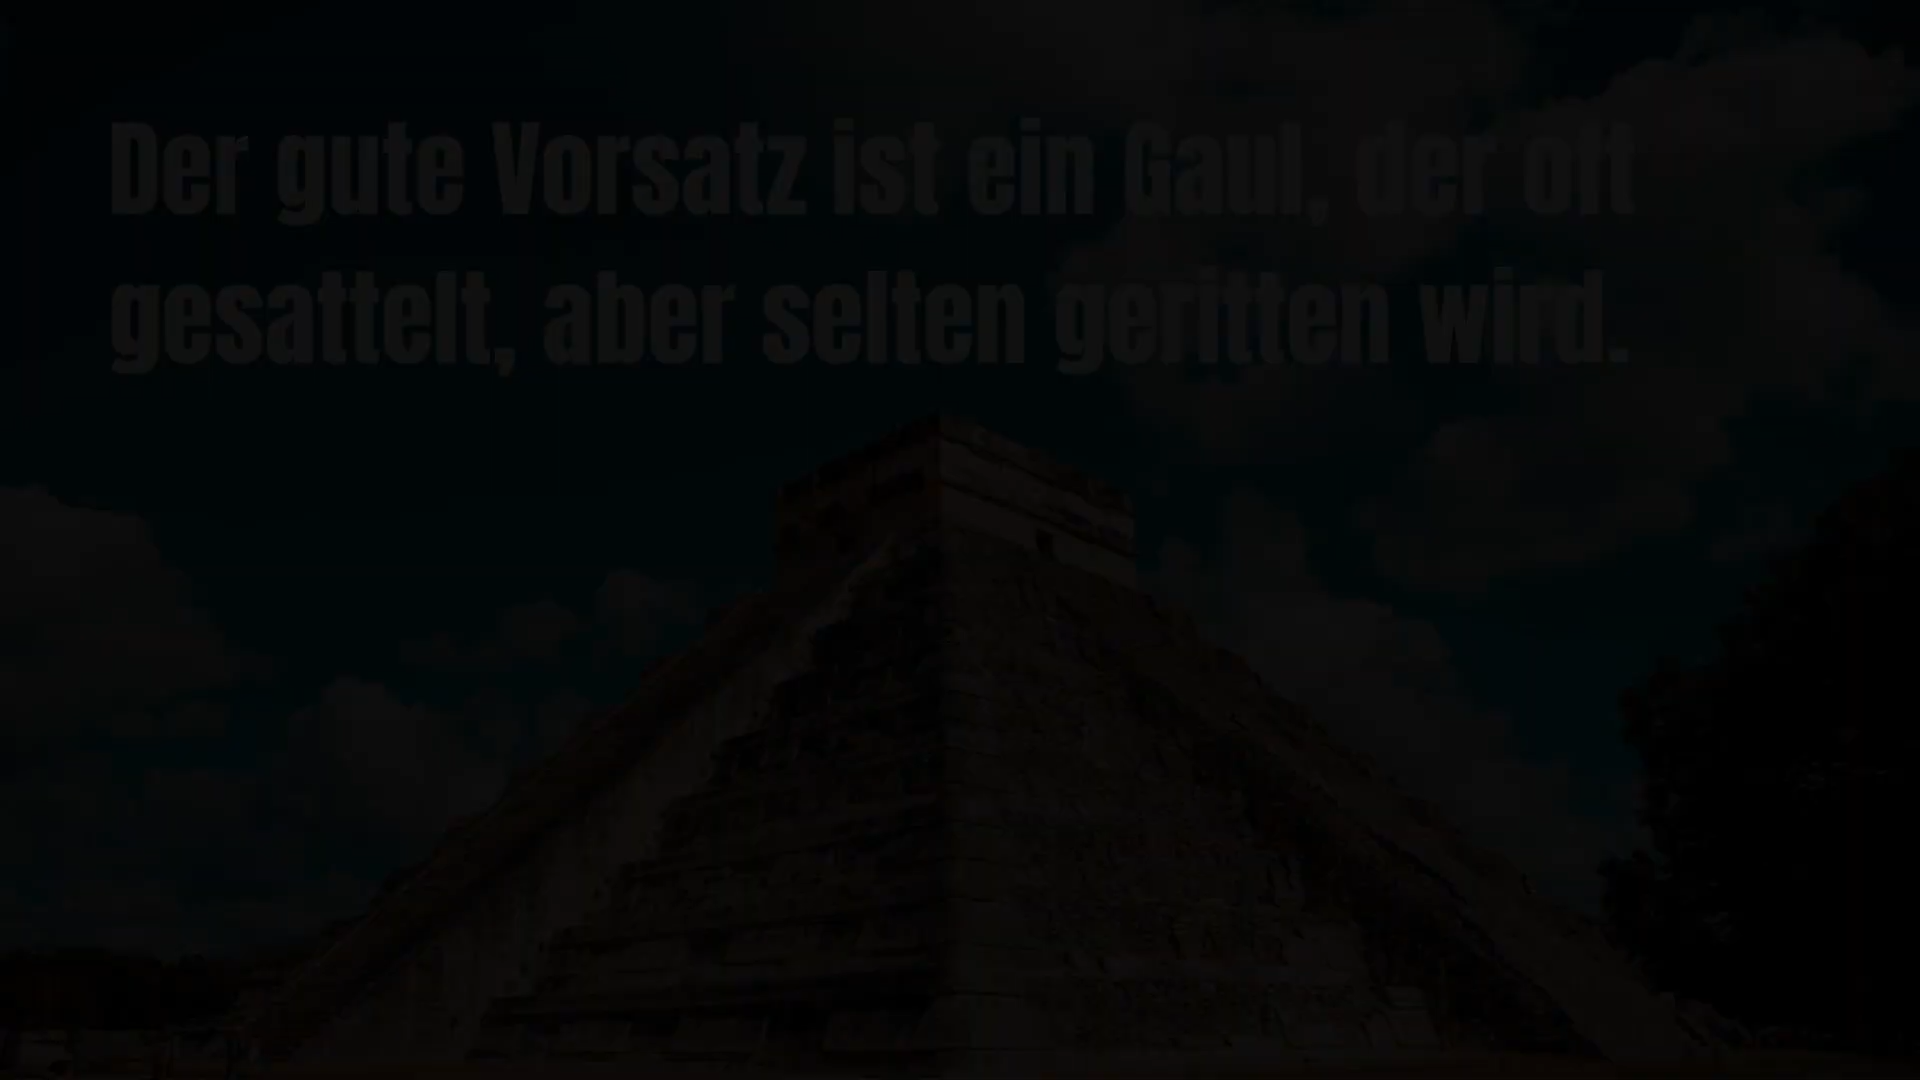 Der gute Vorsatz ist ein Gaul, der oft
gesattelt, aber selten geritten wird.